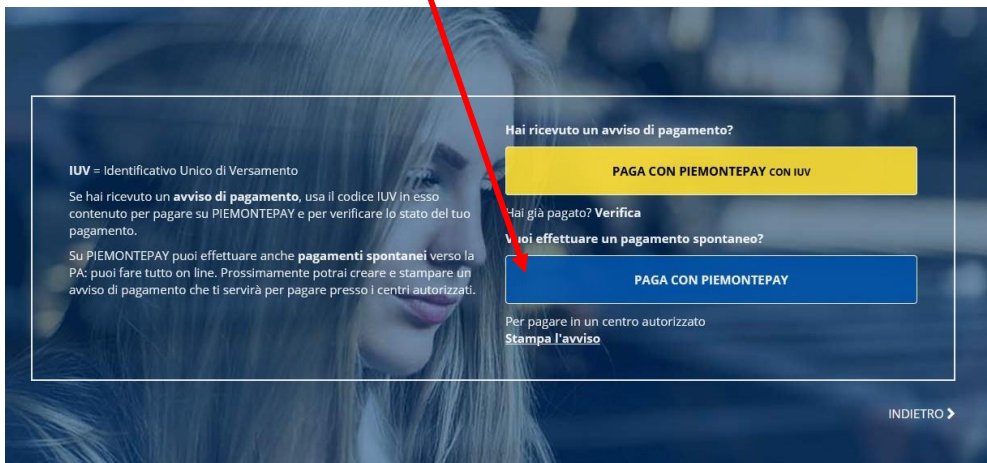 IUV = Identificativo Unico di Versamento
Se hai ricevuto un avviso di pagamento, usa il codice IUV in esso
contenuto per pagare su PIEMONTEPAY e per verificare lo stato del tuo
pagamento.
Su PIEMONTEPAY puoi effettuare anche pagamenti spontanei verso la
PA: puoi fare tutto on line. Prossimamente potrai creare e stampare un
avviso di pagamento che ti servirà per pagare presso i centri autorizzati.
Hai ricevuto un avviso di pagamento?
PAGA CON PIEMONTEPAY CON IUV
Hai già pagato? Verifica
Vuoi effettuare un pagamento spontaneo?
PAGA CON PIEMONTEPAY
Per pagare in un centro autorizzato
Stampa l'avviso
INDIETRO